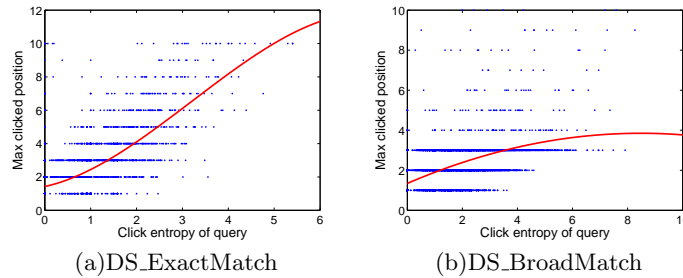 12
10
8
6
4
2
0
0 1 2 3 4 5 6
Max clicked position
Click entropy of query
(a)DS_ExactMatch
10
8
6
4
2
0
0 2 4 6 8 10
Max clicked position
Click entropy of query
(b)DS_BroadMatch